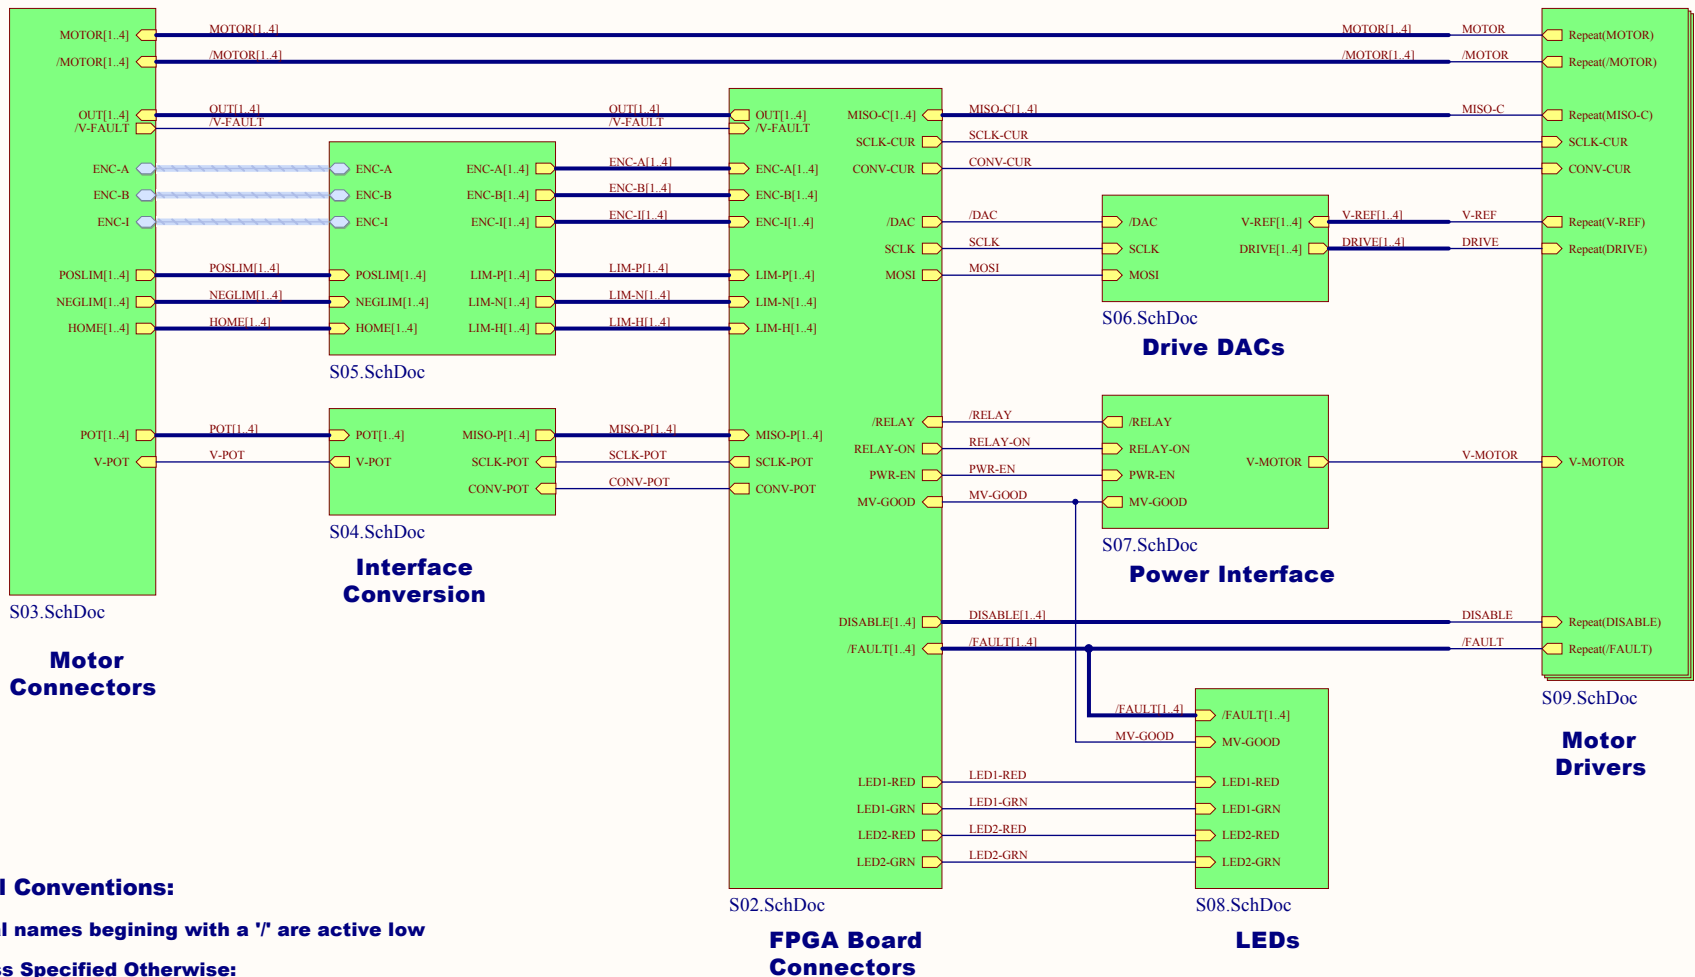 MOTOR[1..4]
/MOTOR[1..4]
OUT[1..4]
/V-FAULT
ENC-A
ENC-B
ENC-I
POSLIM[1..4]
NEGLIM[1..4]
HOME[1..4]
POT[1..4]
V-POT
S03.SchDoc
Motor
Connectors
MOTOR[1..4]
/MOTOR[1..4]
OUT[1..4]
/V-FAULT
POSLIM[1..4]
NEGLIM[1..4]
HOME[1..4]
POT[1..4]
V-POT
ENC-A
ENC-B
ENC-I
POSLIM[1..4]
NEGLIM[1..4]
HOME[1..4]
ENC-A[1..4]
ENC-B[1..4]
ENC-I[1..4]
LIM-P[1..4]
LIM-N[1..4]
LIM-H[1..4]
S05.SchDoc
POT[1..4]
V-POT
MISO-P[1..4]
SCLK-POT
CONV-POT
S04.SchDoc
Interface
Conversion
OUT[1..4]
/V-FAULT
ENC-A[1..4]
ENC-B[1..4]
ENC-I[1..4]
LIM-P[1..4]
LIM-N[1..4]
LIM-H[1..4]
MISO-P[1..4]
SCLK-POT
CONV-POT
OUT[1..4]
/V-FAULT
ENC-A[1..4]
ENC-B[1..4]
ENC-I[1..4]
LIM-P[1..4]
LIM-N[1..4]
LIM-H[1..4]
MISO-P[1..4]
SCLK-POT
CONV-POT
MISO-C[1..4]
SCLK-CUR
CONV-CUR
/DAC
SCLK
MOSI
/RELAY
RELAY-ON
PWR-EN
MV-GOOD
DISABLE[1..4]
/FAULT[1..4]
LED1-RED
LED1-GRN
LED2-RED
LED2-GRN
S02.SchDoc
FPGA Board
Connectors
MISO-C[1..4]
SCLK-CUR
CONV-CUR
/DAC
SCLK
MOSI
/RELAY
RELAY-ON
PWR-EN
MV-GOOD
DISABLE[1..4]
/FAULT[1..4]
/FAULT[1..4]
MV-GOOD
LED1-RED
LED1-GRN
LED2-RED
LED2-GRN
/DAC
SCLK
MOSI
V-REF[1..4]
DRIVE[1..4]
S06.SchDoc
Drive DACs
/RELAY
RELAY-ON
PWR-EN
MV-GOOD
V-MOTOR
S07.SchDoc
Power Interface
/FAULT[1..4]
MV-GOOD
LED1-RED
LED1-GRN
LED2-RED
LED2-GRN
S08.SchDoc
LEDs
MOTOR[1..4]
/MOTOR[1..4]
V-REF[1..4]
DRIVE[1..4]
MOTOR
/MOTOR
MISO-C
V-REF
DRIVE
V-MOTOR
DISABLE
/FAULT
Repeat(MOTOR)
Repeat(/MOTOR)
Repeat(MISO-C)
SCLK-CUR
CONV-CUR
Repeat(V-REF)
Repeat(DRIVE)
V-MOTOR
Repeat(DISABLE)
Repeat(/FAULT)
S09.SchDoc
Motor
Drivers
Conventions:
names begining with a '/' are active low
Specified Otherwise: